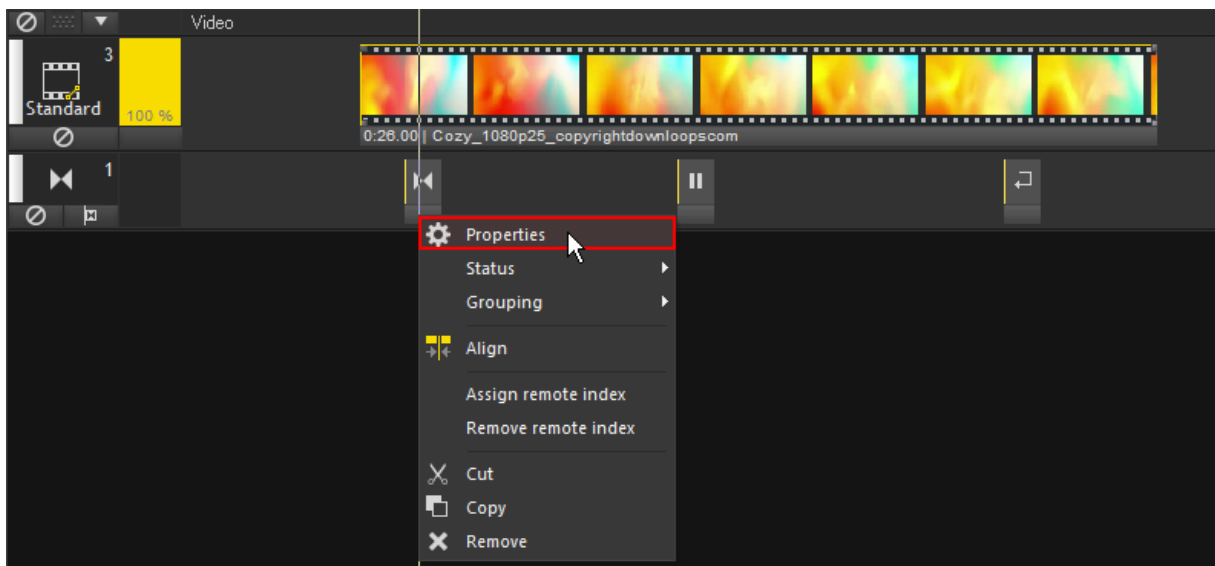 Video
3
Standard
100 %
0:26.00 | Cozy_1080p25_copyrightdownloopscom
1
Properties
Status
Grouping
Align
Assign remote index
Remove remote index
Cut
Copy
Remove